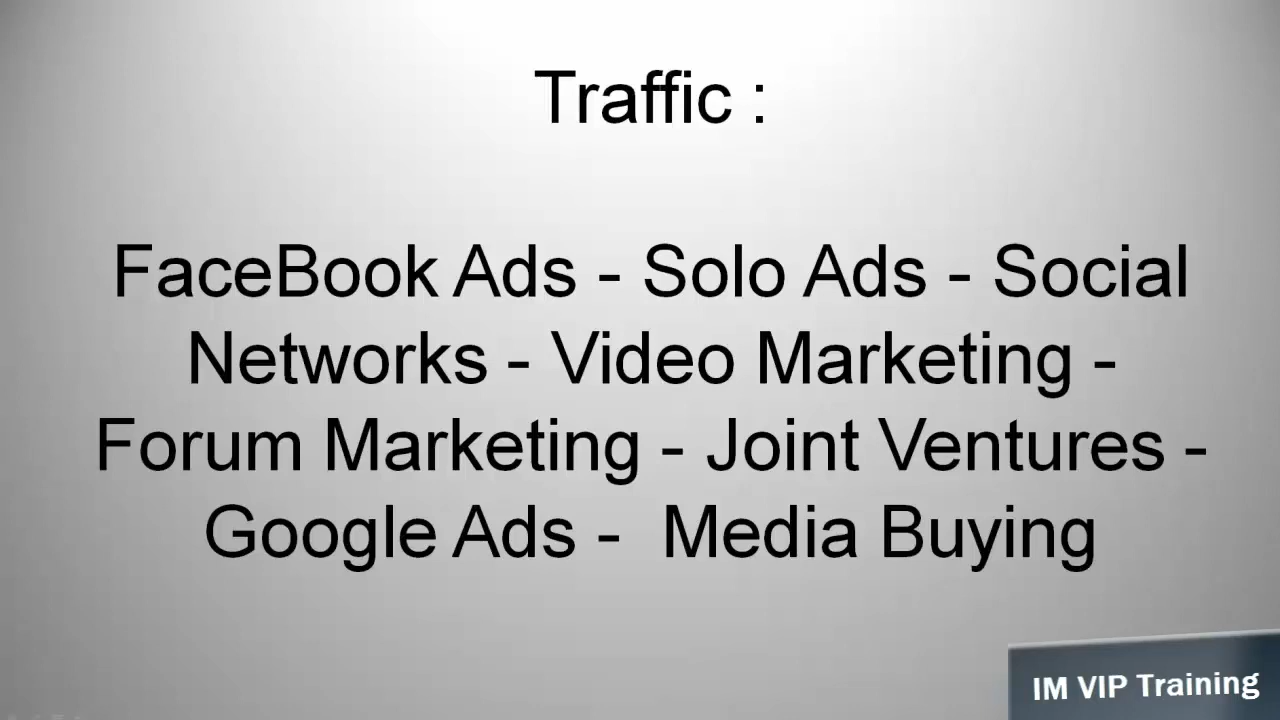 Traffic :
FaceBook Ads - Solo Ads - Social
Networks - Video Marketing -
Forum Marketing - Joint Ventures -
Google Ads -  Media Buying
IM VIP Training